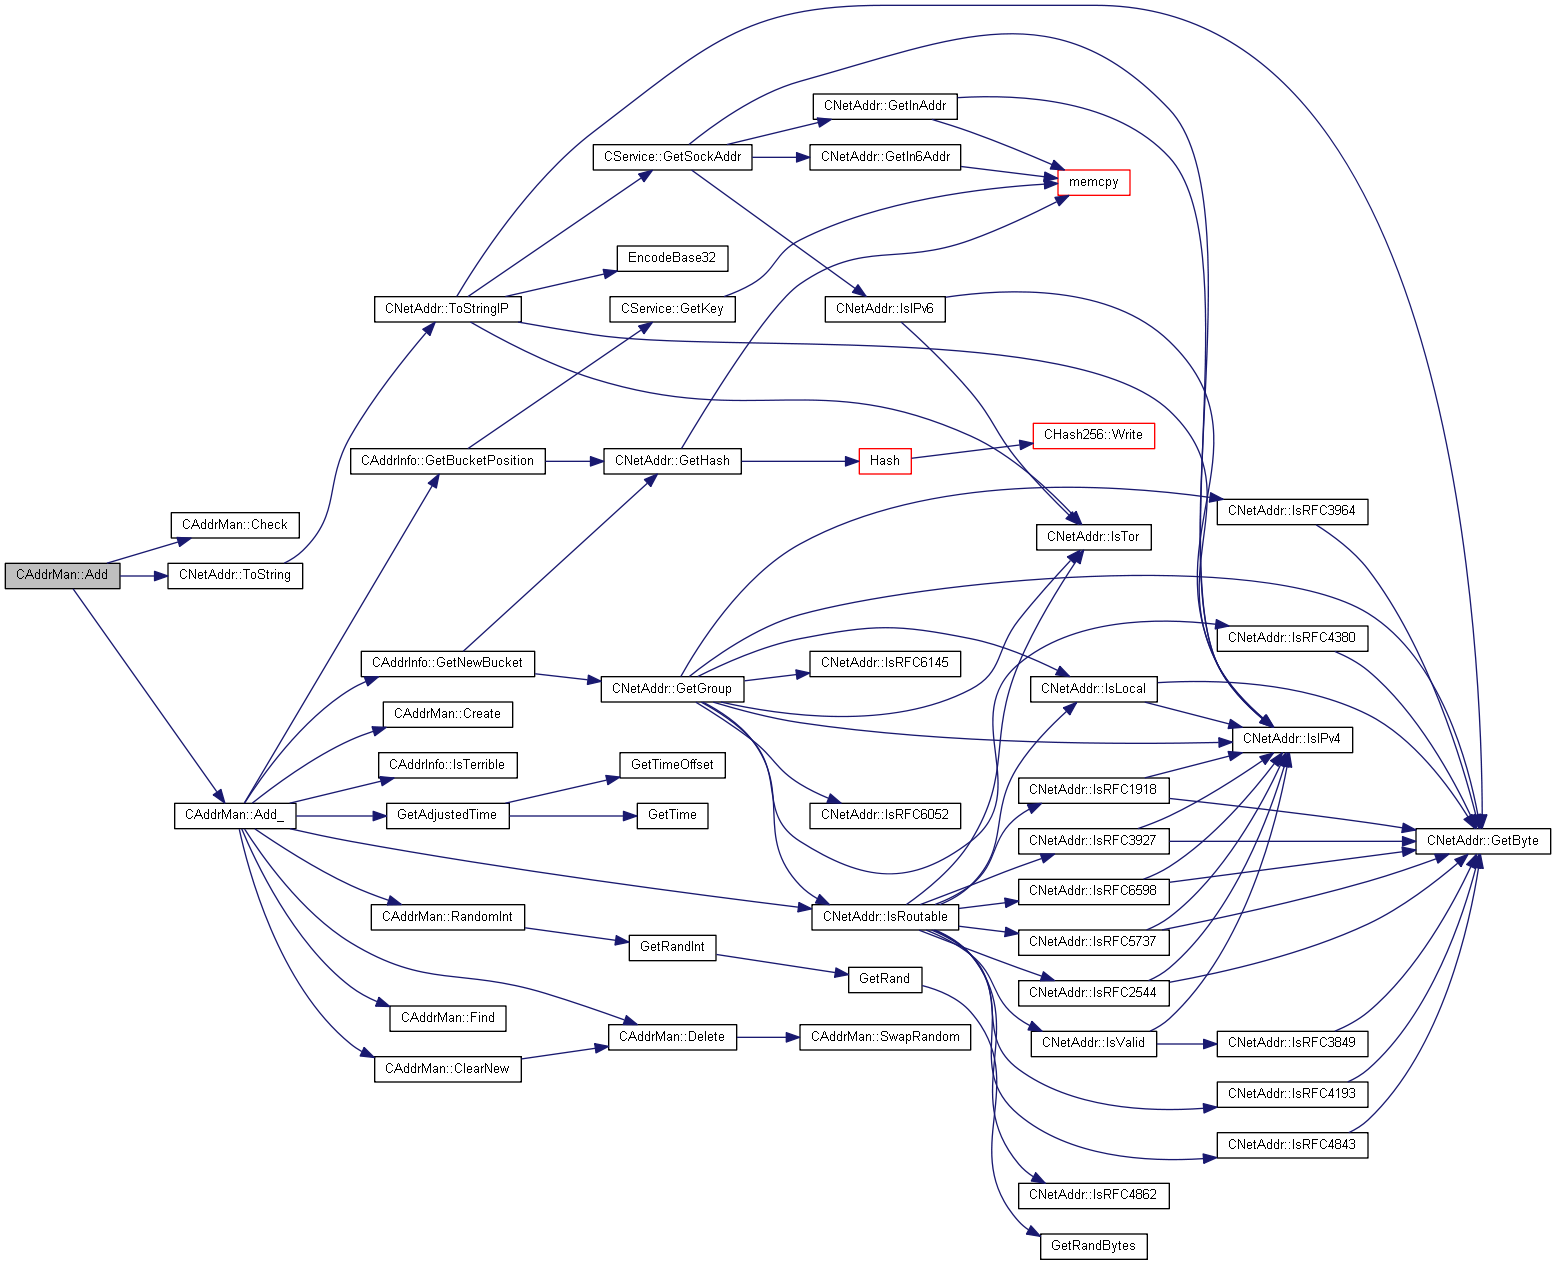 CNetAddr::GetInAddr
CService::GetSockAddr
CNetAddr::GetIn6Addr
memcpy
EncodeBase32
CNetAddr::ToStringIP
CService::GetKey
CNetAddr::IsIPv6
CHash256::Write
CAddrInfo::GetBucketPosition
CNetAddr::GetHash
Hash
CNetAddr::IsRFC3964
CAddrMan::Check
CNetAddr::IsTor
CAddrMan::Add
CNetAddr::ToString
CNetAddr::IsRFC4380
CAddrInfo::GetNewBucket
CNetAddr::IsRFC6145
CNetAddr::GetGroup
CNetAddr::IsLocal
CAddrMan::Create
CNetAddr::IsIPv4
CAddrInfo::IsTerrible
GetTimeOffset
CNetAddr::IsRFC1918
CAddrMan::Add_
GetAdjustedTime
GetTime
CNetAddr::IsRFC6052
CNetAddr::IsRFC3927
CNetAddr::GetByte
CNetAddr::IsRFC6598
CAddrMan::RandomInt
CNetAddr::IsRoutable
GetRandInt
CNetAddr::IsRFC5737
GetRand
CNetAddr::IsRFC2544
CAddrMan::Find
CAddrMan::Delete
CAddrMan::SwapRandom
CNetAddr::IsValid
CNetAddr::IsRFC3849
CAddrMan::ClearNew
CNetAddr::IsRFC4193
CNetAddr::IsRFC4843
CNetAddr::IsRFC4862
GetRandBytes